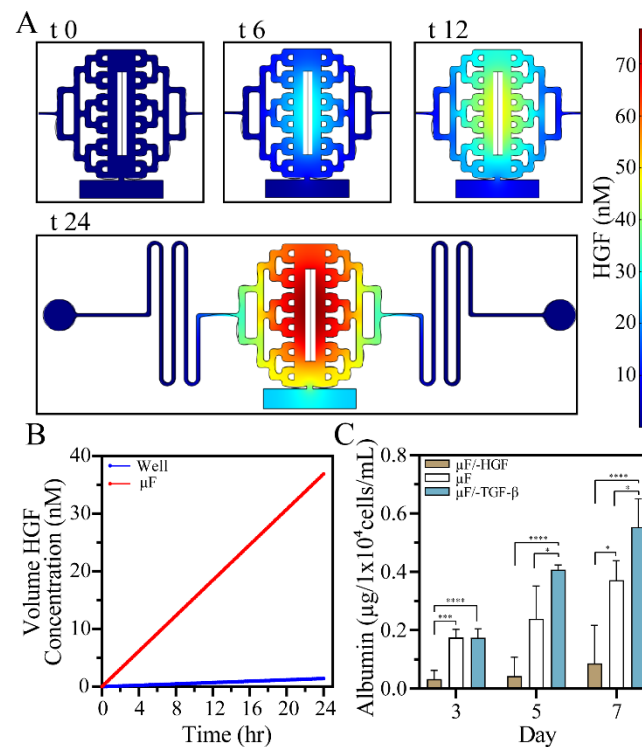 A
t 0
t 6
t 12
70
60
50
40
30
20
10
HGF (nM)
t 24
B
Well
µF
40
30
20
10
0
Volume HGF
Concentration (nM)
0 4 8 12 16 20 24
Time (hr)
C
µF/-HGF
µF
µF/-TGF-β
0.8
0.6
0.4
0.2
0.0
Albumin (µg/1x10⁴cells/mL)
*** ****
**** *
* **** *
3 5 7
Day